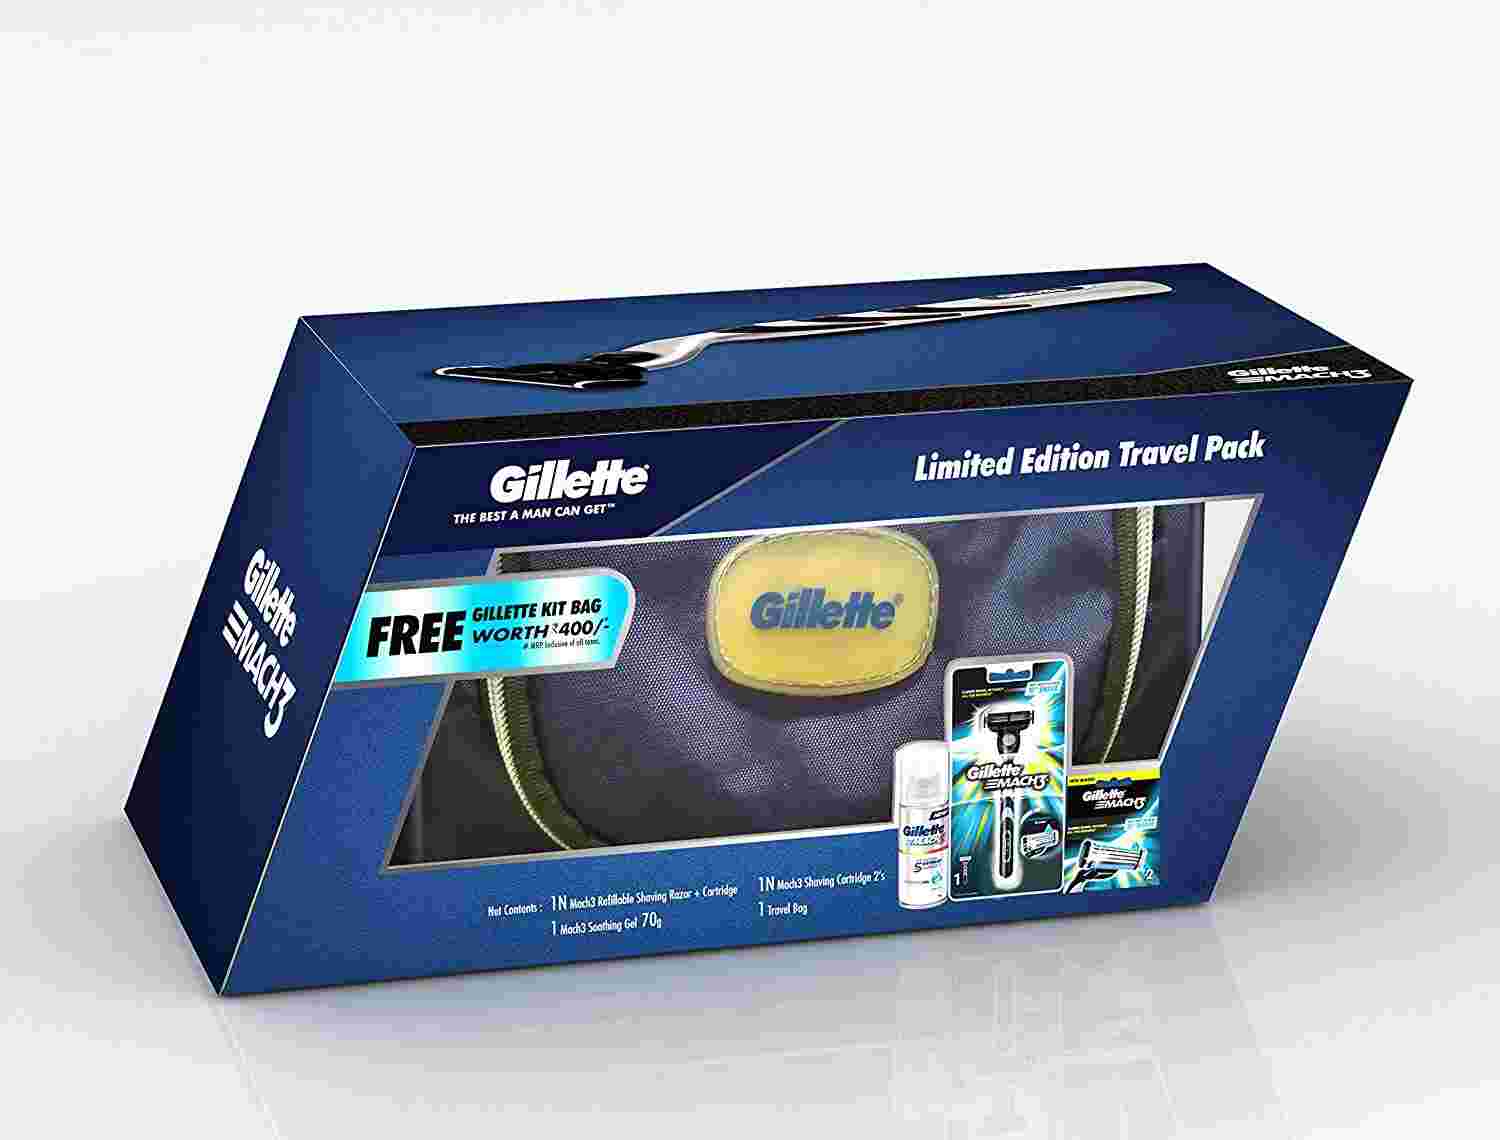 Gillette
MACH3
Gillette
MACH3
Gillette®
THE BEST A MAN CAN GET™
Limited Edition Travel Pack
FREE
GILLETTE KIT BAG
WORTH ₹400/-
Gillette®
Gillette
MACH3
Gillette
MACH3
Gillette
1
2
Net Contents :
1N Mach3 Refillable Shaving Razor + Cartridge
1 Mach3 Soothing Gel 70g
1N Mach3 Shaving Cartridge 2's
1 Travel Bag